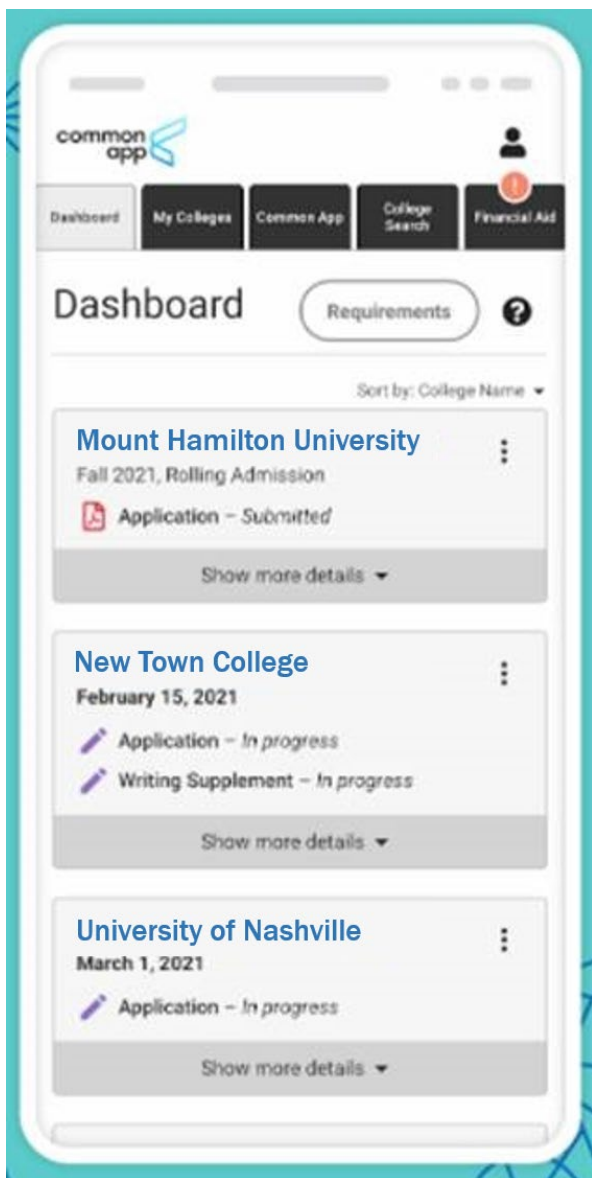 common
app
Dashboard
My Colleges
Common App
College
Search
!
Financial Aid
Dashboard
Requirements
?
Sort by: College Name
Mount Hamilton University
Fall 2021, Rolling Admission
Application – Submitted
Show more details
New Town College
February 15, 2021
Application – In progress
Writing Supplement – In progress
Show more details
University of Nashville
March 1, 2021
Application – In progress
Show more details